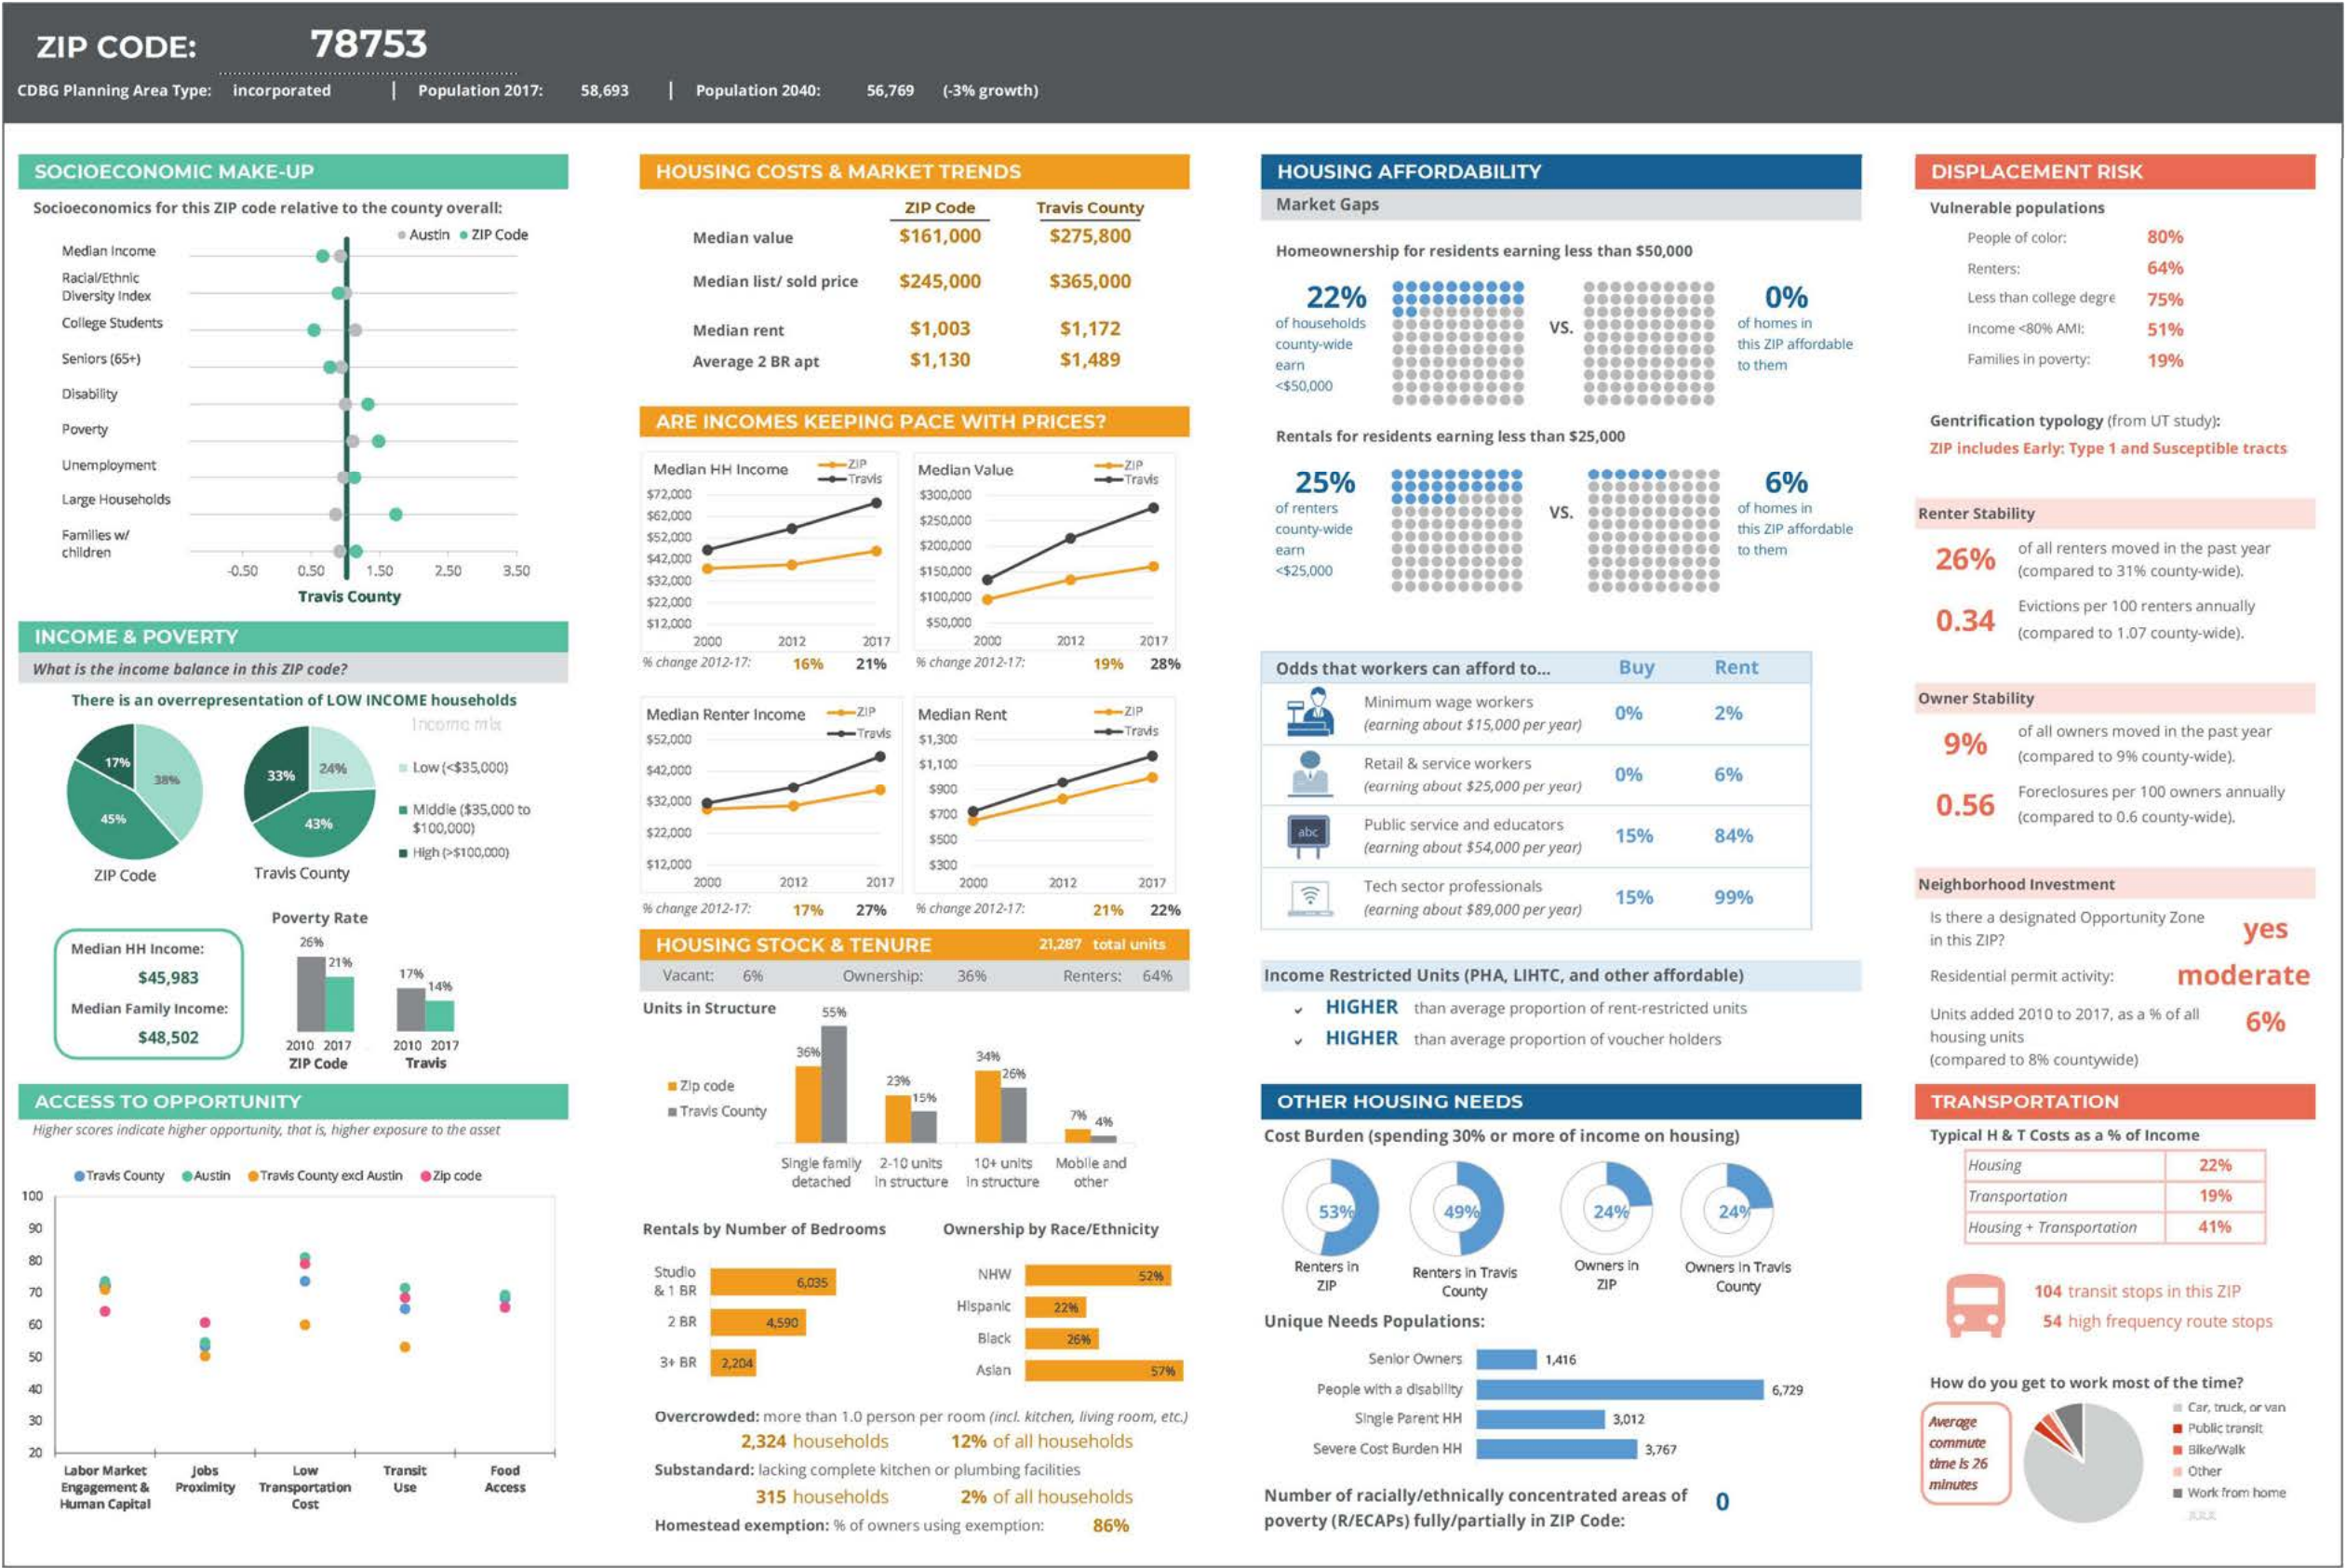 ZIP CODE: 78753
CDBG Planning Area Type: incorporated | Population 2017: 58,693 | Population 2040: 56,769 (-3% growth)
SOCIOECONOMIC MAKE-UP
Socioeconomics for this ZIP code relative to the county overall:
Austin ZIP Code
Median Income
Racial/Ethnic
Diversity Index
College Students
Seniors (65+)
Disability
Poverty
Unemployment
Large Households
Families w/
children
-0.50 0.50 1.50 2.50 3.50
Travis County
INCOME & POVERTY
What is the income balance in this ZIP code?
There is an overrepresentation of LOW INCOME households
Income mix
17% 38% 45%
ZIP Code
33% 24% 43%
Travis County
Low (<$35,000)
Middle ($35,000 to
$100,000)
High (>$100,000)
Median HH Income:
$45,983
Median Family Income:
$48,502
Poverty Rate
26% 21% 17% 14%
2010 2017 2010 2017
ZIP Code Travis
ACCESS TO OPPORTUNITY
Higher scores indicate higher opportunity, that is, higher exposure to the asset
Travis County Austin Travis County excl Austin Zip code
100
90
80
70
60
50
40
30
20
Labor Market Jobs Low Transit Food
Engagement & Proximity Transportation Use Access
Human Capital Cost
HOUSING COSTS & MARKET TRENDS
ZIP Code Travis County
Median value $161,000 $275,800
Median list/ sold price $245,000 $365,000
Median rent $1,003 $1,172
Average 2 BR apt $1,130 $1,489
ARE INCOMES KEEPING PACE WITH PRICES?
Median HH Income ZIP
Travis
$72,000
$62,000
$52,000
$42,000
$32,000
$22,000
$12,000
2000 2012 2017
% change 2012-17: 16% 21%
Median Value ZIP
Travis
$300,000
$250,000
$200,000
$150,000
$100,000
$50,000
2000 2012 2017
% change 2012-17: 19% 28%
Median Renter Income ZIP
Travis
$52,000
$42,000
$32,000
$22,000
$12,000
2000 2012 2017
% change 2012-17: 17% 27%
Median Rent ZIP
Travis
$1,300
$1,100
$900
$700
$500
$300
2000 2012 2017
% change 2012-17: 21% 22%
HOUSING STOCK & TENURE 21,287 total units
Vacant: 6% Ownership: 36% Renters: 64%
Units in Structure
Zip code
Travis County
36% 55% 23% 15% 34% 26% 7% 4%
Single family 2-10 units 10+ units Mobile and
detached in structure in structure other
Rentals by Number of Bedrooms
Studio
& 1 BR 6,035
2 BR 4,590
3+ BR 2,204
Ownership by Race/Ethnicity
NHW 52%
Hispanic 22%
Black 26%
Asian 57%
Overcrowded: more than 1.0 person per room (incl. kitchen, living room, etc.)
2,324 households 12% of all households
Substandard: lacking complete kitchen or plumbing facilities
315 households 2% of all households
Homestead exemption: % of owners using exemption: 86%
HOUSING AFFORDABILITY
Market Gaps
Homeownership for residents earning less than $50,000
22%
of households
county-wide
earn
<$50,000
VS.
0%
of homes in
this ZIP affordable
to them
Rentals for residents earning less than $25,000
25%
of renters
county-wide
earn
<$25,000
VS.
6%
of homes in
this ZIP affordable
to them
Odds that workers can afford to... Buy Rent
Minimum wage workers
(earning about $15,000 per year) 0% 2%
Retail & service workers
(earning about $25,000 per year) 0% 6%
abc
Public service and educators
(earning about $54,000 per year) 15% 84%
Tech sector professionals
(earning about $89,000 per year) 15% 99%
Income Restricted Units (PHA, LIHTC, and other affordable)
HIGHER than average proportion of rent-restricted units
HIGHER than average proportion of voucher holders
OTHER HOUSING NEEDS
Cost Burden (spending 30% or more of income on housing)
53% 49% 24% 24%
Renters in Renters in Travis Owners in Owners in Travis
ZIP County ZIP County
Unique Needs Populations:
Senior Owners 1,416
People with a disability 6,729
Single Parent HH 3,012
Severe Cost Burden HH 3,767
Number of racially/ethnically concentrated areas of 0
poverty (R/ECAPs) fully/partially in ZIP Code:
DISPLACEMENT RISK
Vulnerable populations
People of color: 80%
Renters: 64%
Less than college degre 75%
Income <80% AMI: 51%
Families in poverty: 19%
Gentrification typology (from UT study):
ZIP includes Early: Type 1 and Susceptible tracts
Renter Stability
26% of all renters moved in the past year
(compared to 31% county-wide).
0.34 Evictions per 100 renters annually
(compared to 1.07 county-wide).
Owner Stability
9% of all owners moved in the past year
(compared to 9% county-wide).
0.56 Foreclosures per 100 owners annually
(compared to 0.6 county-wide).
Neighborhood Investment
Is there a designated Opportunity Zone
in this ZIP? yes
Residential permit activity: moderate
Units added 2010 to 2017, as a % of all
housing units 6%
(compared to 8% countywide)
TRANSPORTATION
Typical H & T Costs as a % of Income
Housing 22%
Transportation 19%
Housing + Transportation 41%
104 transit stops in this ZIP
54 high frequency route stops
How do you get to work most of the time?
Average
commute
time is 26
minutes
Car, truck, or van
Public transit
Bike/Walk
Other
Work from home